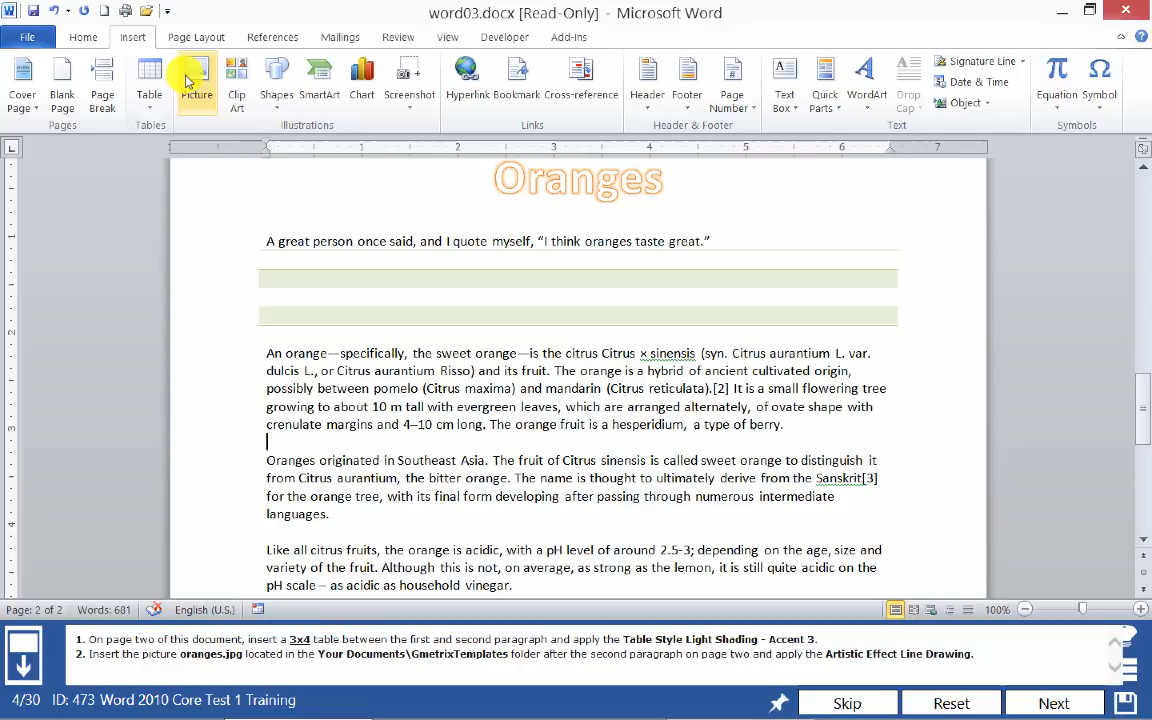 word03.docx [Read-Only] - Microsoft Word
File Home Insert Page Layout References Mailings Review View Developer Add-Ins
Cover Page
Blank Page
Page Break
Table
Picture
Clip Art
Shapes
SmartArt
Chart
Screenshot
Hyperlink
Bookmark
Cross-reference
Header
Footer
Page Number
Text Box
Quick Parts
WordArt
Drop Cap
Signature Line
Date & Time
Object
Equation
Symbol
Pages Tables Illustrations Links Header & Footer Text Symbols
1 1 2 3 4 5 6 7
Oranges
A great person once said, and I quote myself, “I think oranges taste great.”
An orange—specifically, the sweet orange—is the citrus Citrus × sinensis (syn. Citrus aurantium L. var.
dulcis L., or Citrus aurantium Risso) and its fruit. The orange is a hybrid of ancient cultivated origin,
possibly between pomelo (Citrus maxima) and mandarin (Citrus reticulata).[2] It is a small flowering tree
growing to about 10 m tall with evergreen leaves, which are arranged alternately, of ovate shape with
crenulate margins and 4–10 cm long. The orange fruit is a hesperidium, a type of berry.
Oranges originated in Southeast Asia. The fruit of Citrus sinensis is called sweet orange to distinguish it
from Citrus aurantium, the bitter orange. The name is thought to ultimately derive from the Sanskrit[3]
for the orange tree, with its final form developing after passing through numerous intermediate
languages.
Like all citrus fruits, the orange is acidic, with a pH level of around 2.5-3; depending on the age, size and
variety of the fruit. Although this is not, on average, as strong as the lemon, it is still quite acidic on the
pH scale – as acidic as household vinegar.
Page: 2 of 2 Words: 681 English (U.S.) 100%
1. On page two of this document, insert a 3x4 table between the first and second paragraph and apply the Table Style Light Shading - Accent 3.
2. Insert the picture oranges.jpg located in the Your Documents\GmetrixTemplates folder after the second paragraph on page two and apply the Artistic Effect Line Drawing.
4/30 ID: 473 Word 2010 Core Test 1 Training Skip Reset Next